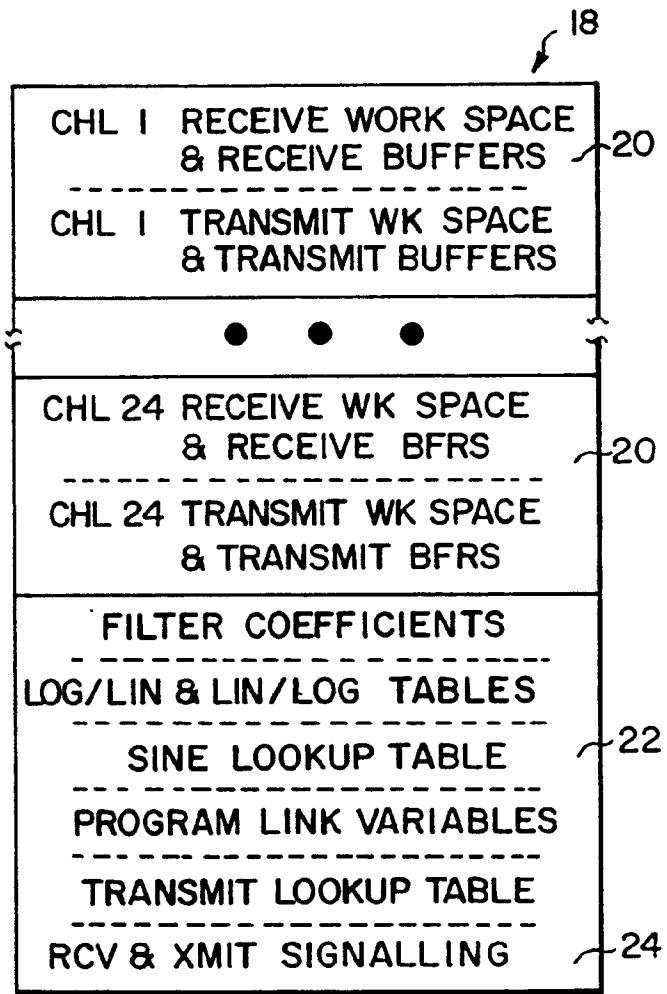 18
CHL 1 RECEIVE WORK SPACE
& RECEIVE BUFFERS
20
CHL 1 TRANSMIT WK SPACE
& TRANSMIT BUFFERS
CHL 24 RECEIVE WK SPACE
& RECEIVE BFRS
20
CHL 24 TRANSMIT WK SPACE
& TRANSMIT BFRS
FILTER COEFFICIENTS
LOG/LIN & LIN/LOG TABLES
22
SINE LOOKUP TABLE
PROGRAM LINK VARIABLES
TRANSMIT LOOKUP TABLE
RCV & XMIT SIGNALLING
24